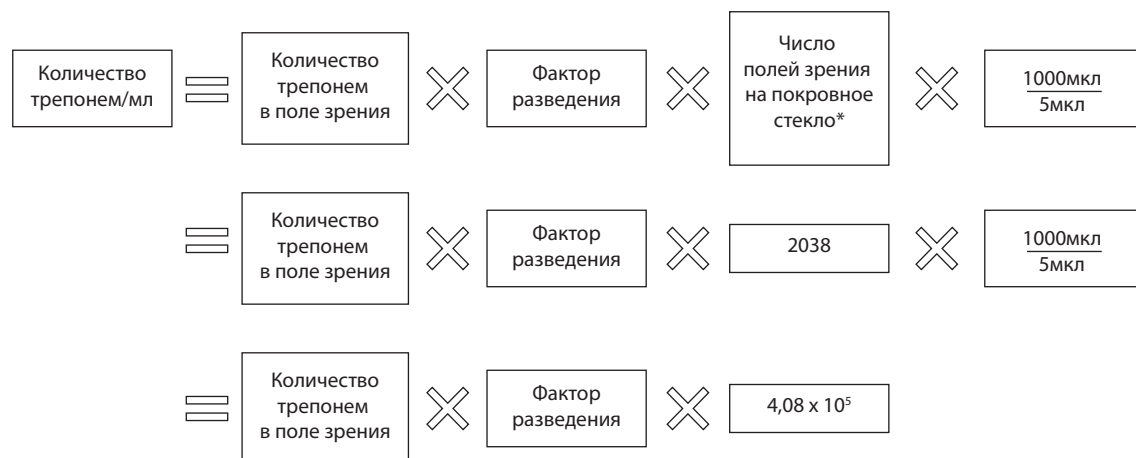 Количество
трепонем/мл
Количество
трепонем
в поле зрения
Фактор
разведения
Число
полей зрения
на покровное
стекло*
1000мкл
5мкл
Количество
трепонем
в поле зрения
Фактор
разведения
2038
1000мкл
5мкл
Количество
трепонем
в поле зрения
Фактор
разведения
4,08 x 10⁵